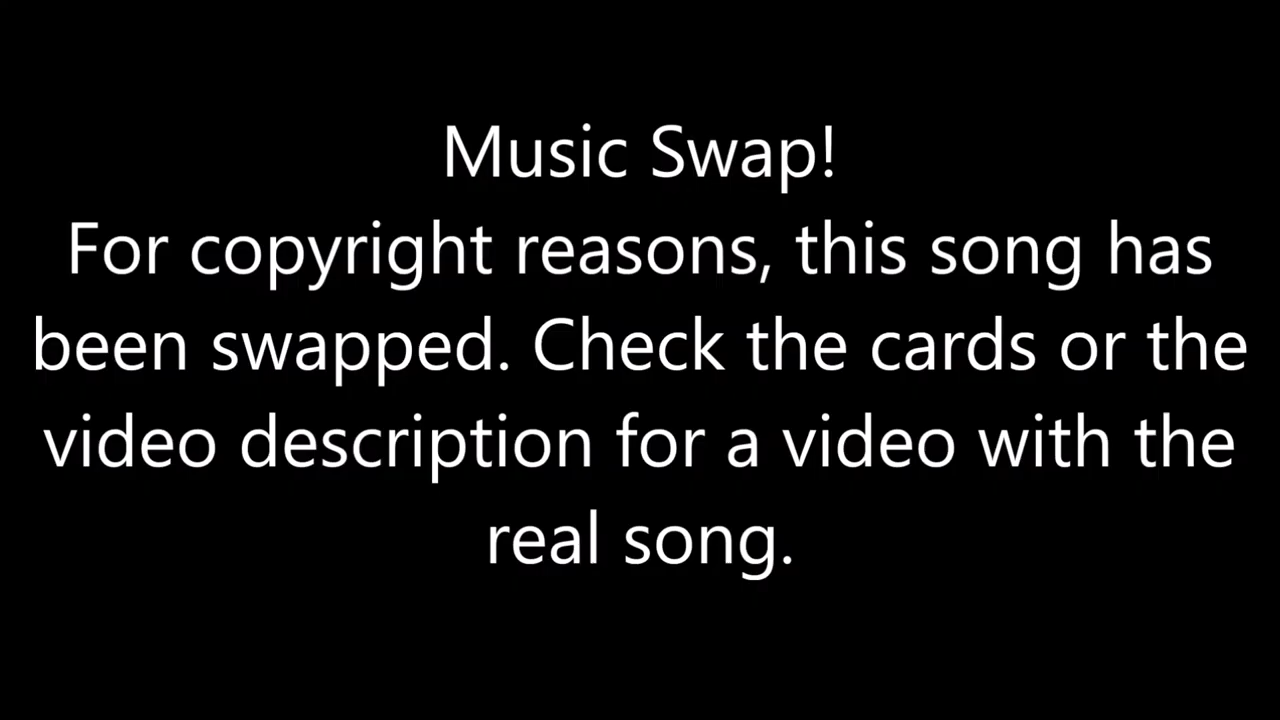 Music Swap!
For copyright reasons, this song has
been swapped. Check the cards or the
video description for a video with the
real song.